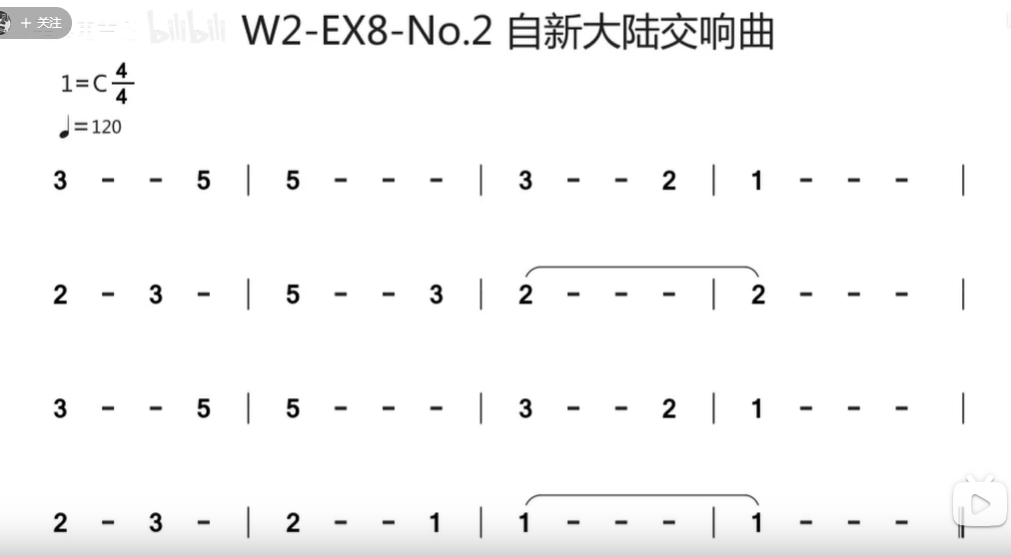 + 关注
bilibili
W2-EX8-No.2 自新大陆交响曲
1=C 4/4
♩=120
3 - - 5 | 5 - - - | 3 - - 2 | 1 - - - |
2 - 3 - | 5 - - 3 | 2 - - - | 2 - - - |
3 - - 5 | 5 - - - | 3 - - 2 | 1 - - - |
2 - 3 - | 2 - - 1 | 1 - - - | 1 - - - ‖